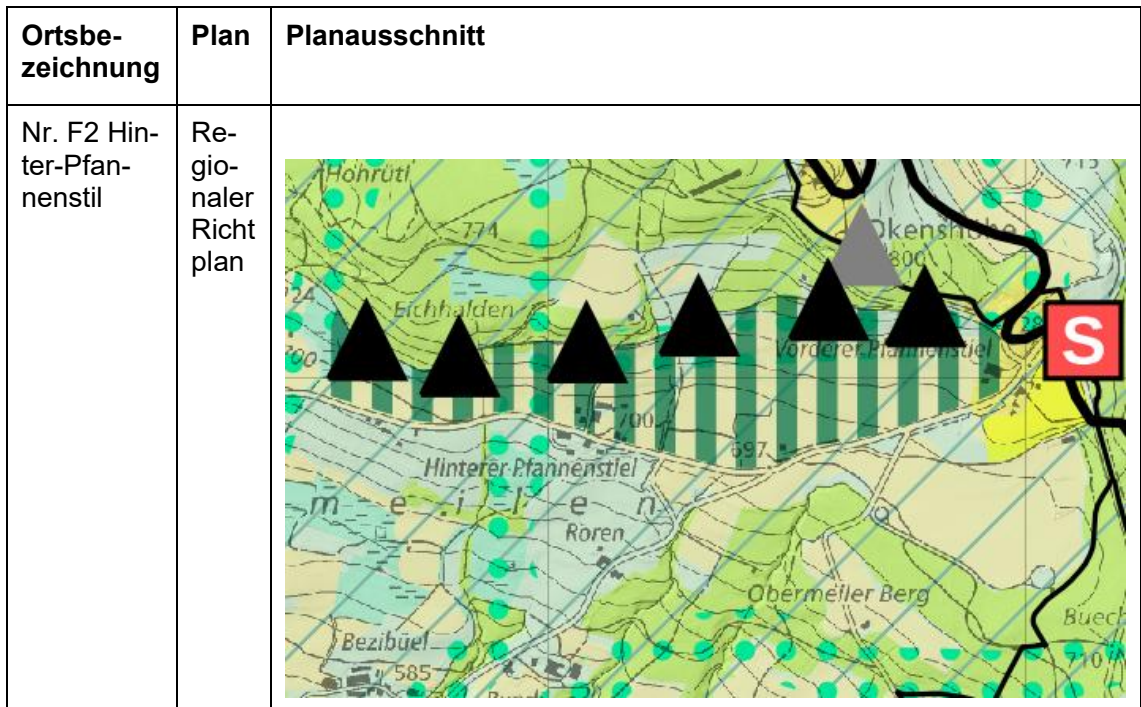 Ortsbe-
zeichnung
Plan
Planausschnitt
Nr. F2 Hin-
ter-Pfan-
nenstil
Re-
gio-
naler
Richt
plan
Hohrütl
715
774
Okenshöhe
800
Eichhalden
S
Vorderer Pfannenstiel
700
697
Hinterer Pfannenstiel
m e i l e n
Roren
Obermeiler Berg
Buech
Bezibüel
585
710